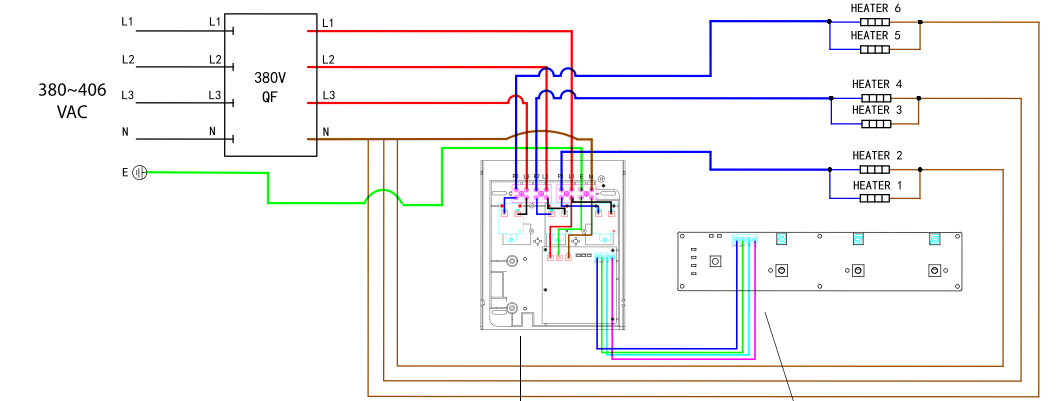 HEATER 6
L1 L1 L1
HEATER 5
L2 L2 L2
380V
QF
380~406
VAC
HEATER 4
L3 L3 L3
HEATER 3
N N N
HEATER 2
E
HEATER 1